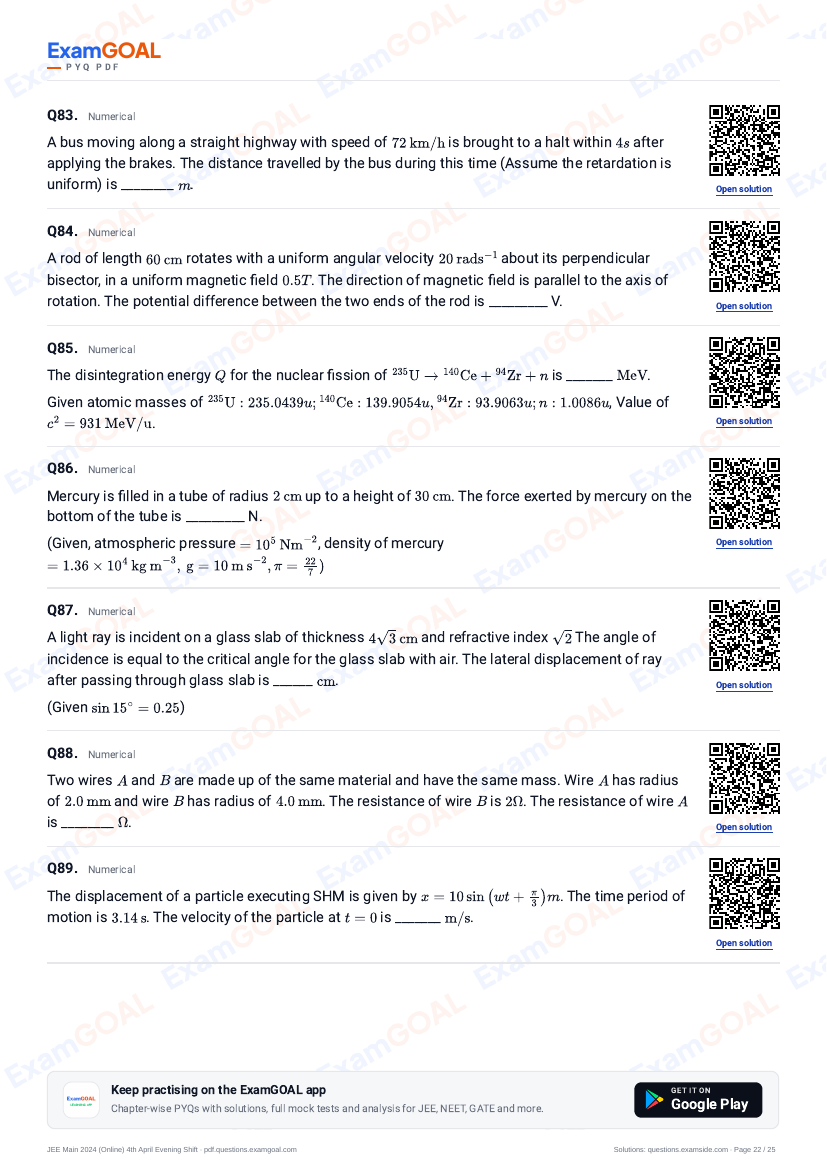 ExamGOAL
PYQ PDF
Q83. Numerical
A bus moving along a straight highway with speed of 72 km/h is brought to a halt within 4s after
applying the brakes. The distance travelled by the bus during this time (Assume the retardation is
uniform) is ________ m.
Open solution
Q84. Numerical
A rod of length 60 cm rotates with a uniform angular velocity 20 rads⁻¹ about its perpendicular
bisector, in a uniform magnetic field 0.5T. The direction of magnetic field is parallel to the axis of
rotation. The potential difference between the two ends of the rod is _________ V.
Open solution
Q85. Numerical
The disintegration energy Q for the nuclear fission of ²³⁵U → ¹⁴⁰Ce + ⁹⁴Zr + n is _______ MeV.
Given atomic masses of ²³⁵U : 235.0439u; ¹⁴⁰Ce : 139.9054u, ⁹⁴Zr : 93.9063u; n : 1.0086u, Value of
c² = 931 MeV/u.
Open solution
Q86. Numerical
Mercury is filled in a tube of radius 2 cm up to a height of 30 cm. The force exerted by mercury on the
bottom of the tube is _________ N.
(Given, atmospheric pressure = 10⁵ Nm⁻², density of mercury
= 1.36 × 10⁴ kg m⁻³, g = 10 m s⁻², π = 22/7)
Open solution
Q87. Numerical
A light ray is incident on a glass slab of thickness 4√3 cm and refractive index √2 The angle of
incidence is equal to the critical angle for the glass slab with air. The lateral displacement of ray
after passing through glass slab is ______ cm.
(Given sin 15° = 0.25)
Open solution
Q88. Numerical
Two wires A and B are made up of the same material and have the same mass. Wire A has radius
of 2.0 mm and wire B has radius of 4.0 mm. The resistance of wire B is 2Ω. The resistance of wire A
is ________ Ω.
Open solution
Q89. Numerical
The displacement of a particle executing SHM is given by x = 10 sin (wt + π/3)m. The time period of
motion is 3.14 s. The velocity of the particle at t = 0 is _______ m/s.
Open solution
Keep practising on the ExamGOAL app
Chapter-wise PYQs with solutions, full mock tests and analysis for JEE, NEET, GATE and more.
GET IT ON
Google Play
JEE Main 2024 (Online) 4th April Evening Shift · pdf.questions.examgoal.com
Solutions: questions.examside.com · Page 22 / 25